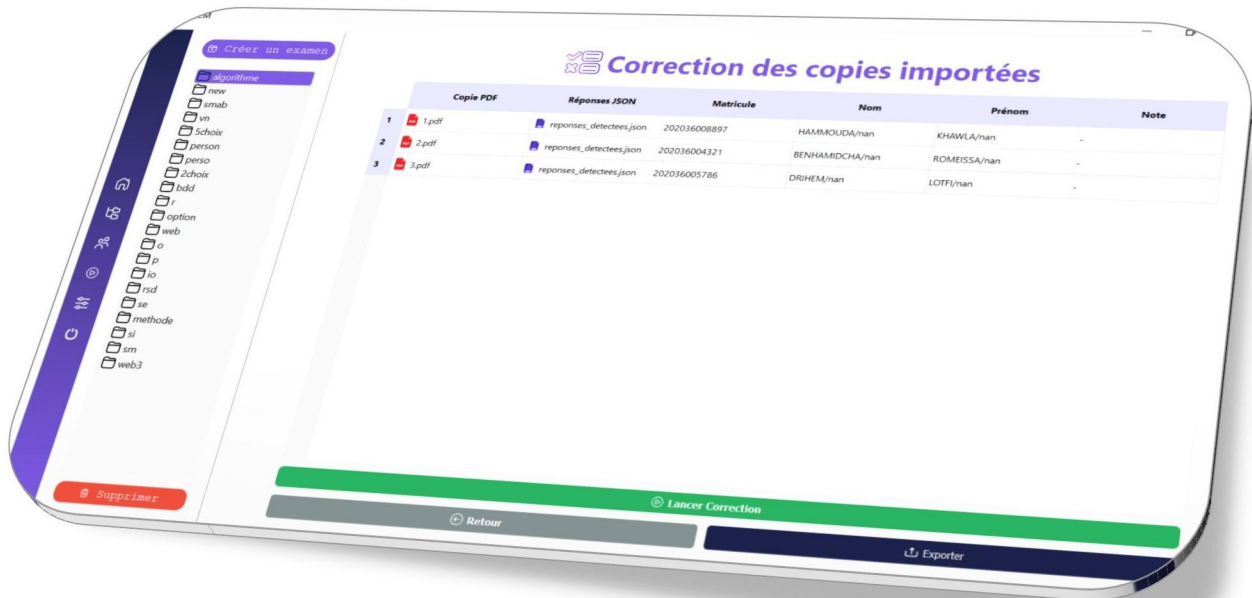 Créer un examen
algorithme
new
smab
vn
5choix
person
perso
2choix
bdd
r
option
web
o
p
io
rsd
se
methode
si
sm
web3
Supprimer
Correction des copies importées
Copie PDF Réponses JSON Matricule Nom Prénom Note
1 1.pdf reponses_detectees.json 202036008897 HAMMOUDA/nan KHAWLA/nan -
2 2.pdf reponses_detectees.json 202036004321 BENHAMIDCHA/nan ROMEISSA/nan -
3 3.pdf reponses_detectees.json 202036005786 DRIHEM/nan LOTFI/nan -
Lancer Correction
Retour
Exporter